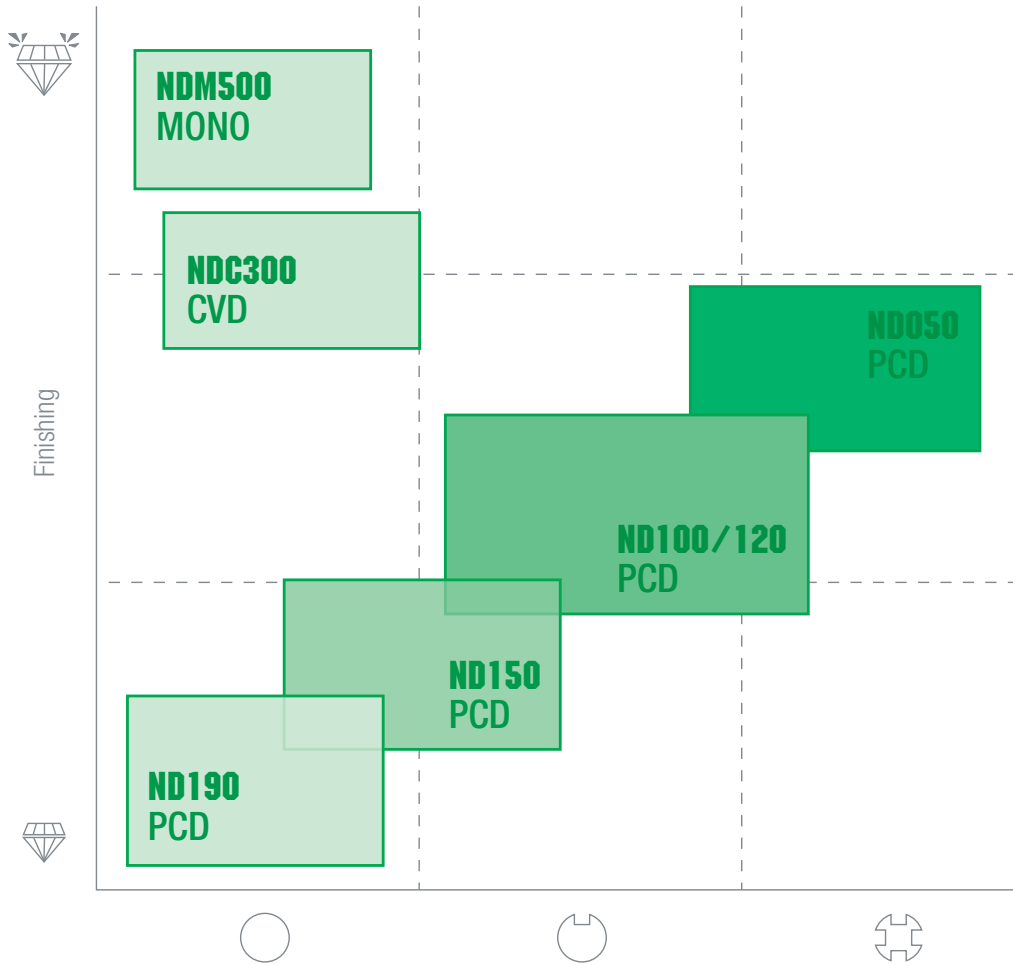 NDM500
MONO
NDC300
CVD
ND050
PCD
Finishing
ND100/120
PCD
ND150
PCD
ND190
PCD